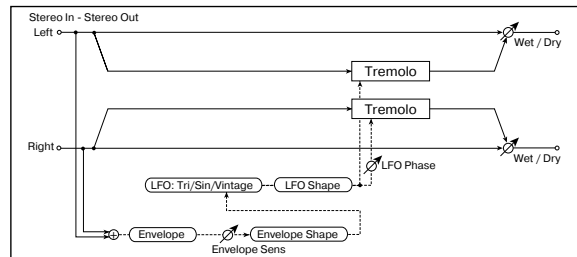 Stereo In - Stereo Out
Left
Wet / Dry
Tremolo
Tremolo
Right
Wet / Dry
LFO Phase
LFO: Tri/Sin/Vintage
LFO Shape
Envelope
Envelope Shape
Envelope Sens